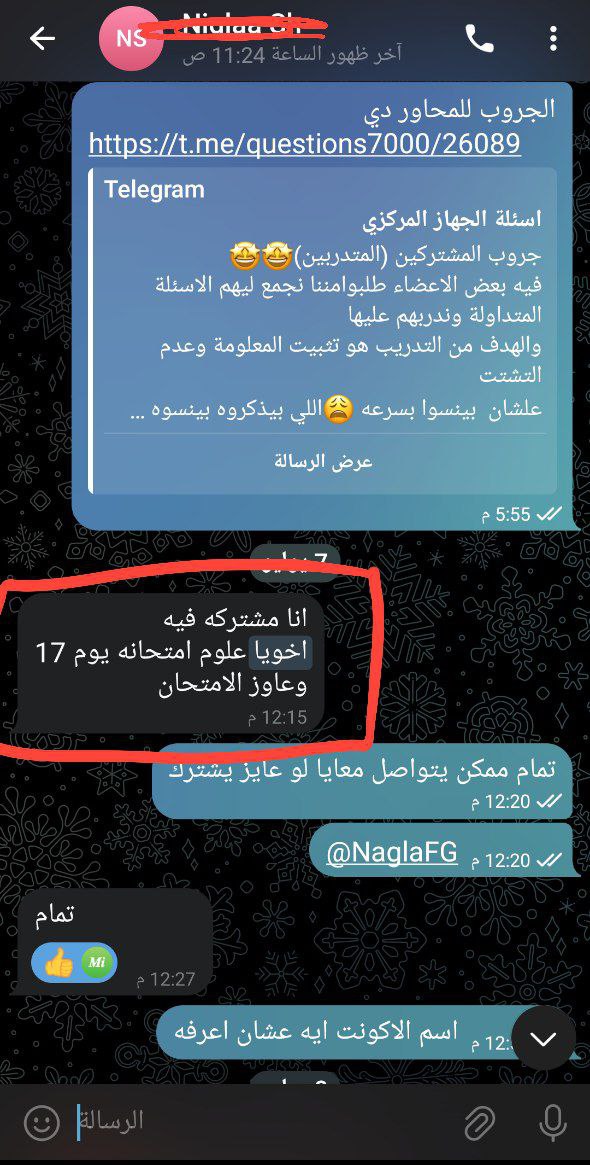 NS
آخر ظهور الساعة 11:24 ص
الجروب للمحاور دي
https://t.me/questions7000/26089
Telegram
اسئلة الجهاز المركزي
جروب المشتركين (المتدربين)🤩🤩
فيه بعض الاعضاء طلبوامننا نجمع ليهم الاسئلة
المتداولة وندربهم عليها
والهدف من التدريب هو تثبيت المعلومة وعدم
التشتت
علشان بينسوا بسرعه 😩اللي بيذكروه بينسوه ...
عرض الرسالة
5:55 م
انا مشتركه فيه
اخويا علوم امتحانه يوم 17
وعاوز الامتحان
12:15 م
تمام ممكن يتواصل معايا لو عايز يشترك
12:20 م
@NaglaFG
12:20 م
تمام
👍 Mi
12:27 م
اسم الاكونت ايه عشان اعرفه
الرسالة